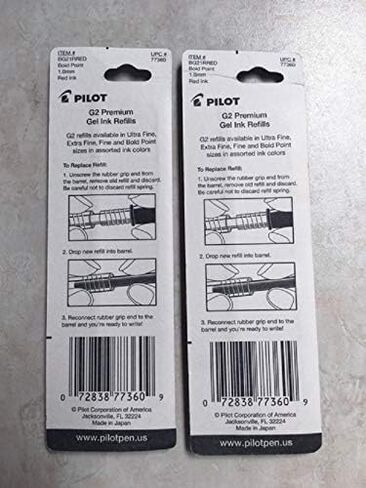 ITEM #
BG21RRED
Bold Point
1.0mm
Red Ink
UPC #
77360
PILOT
G2 Premium
Gel Ink Refills
G2 refills available in Ultra Fine,
Extra Fine, Fine and Bold Point
sizes in assorted ink colors
To Replace Refill:
1. Unscrew the rubber grip end from
the barrel, remove old refill and discard.
Be careful not to discard refill spring.
2. Drop new refill into barrel.
3. Reconnect rubber grip end to the
barrel and you're ready to write!
0 72838 77360 9
© Pilot Corporation of America
Jacksonville, FL 32224
Made in Japan
www.pilotpen.us
ITEM #
BG21RRED
Bold Point
1.0mm
Red Ink
UPC #
77360
PILOT
G2 Premium
Gel Ink Refills
G2 refills available in Ultra Fine,
Extra Fine, Fine and Bold Point
sizes in assorted ink colors
To Replace Refill:
1. Unscrew the rubber grip end from
the barrel, remove old refill and discard.
Be careful not to discard refill spring.
2. Drop new refill into barrel.
3. Reconnect rubber grip end to the
barrel and you're ready to write!
0 72838 77360 9
© Pilot Corporation of America
Jacksonville, FL 32224
Made in Japan
www.pilotpen.us